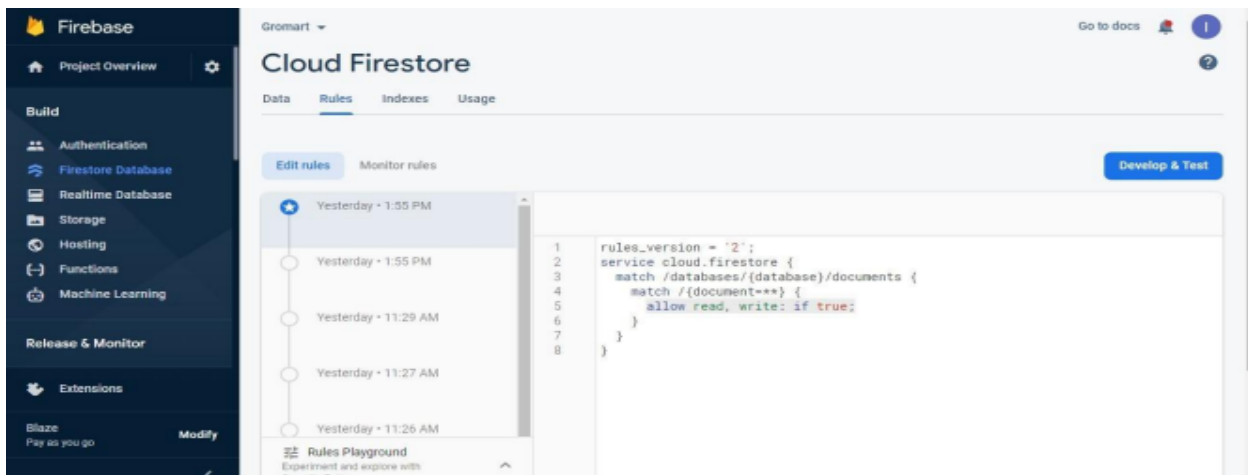 Firebase
Project Overview
Build
Authentication
Firestore Database
Realtime Database
Storage
Hosting
Functions
Machine Learning
Release & Monitor
Extensions
Blaze
Pay as you go
Modify
Gromart
Go to docs
I
Cloud Firestore
Data Rules Indexes Usage
Edit rules Monitor rules
Develop & Test
Yesterday • 1:55 PM
Yesterday • 1:55 PM
Yesterday • 11:29 AM
Yesterday • 11:27 AM
Yesterday • 11:26 AM
Rules Playground
Experiment and explore with
1 rules_version = '2';
2 service cloud.firestore {
3 match /databases/{database}/documents {
4 match /{document=**} {
5 allow read, write: if true;
6 }
7 }
8 }